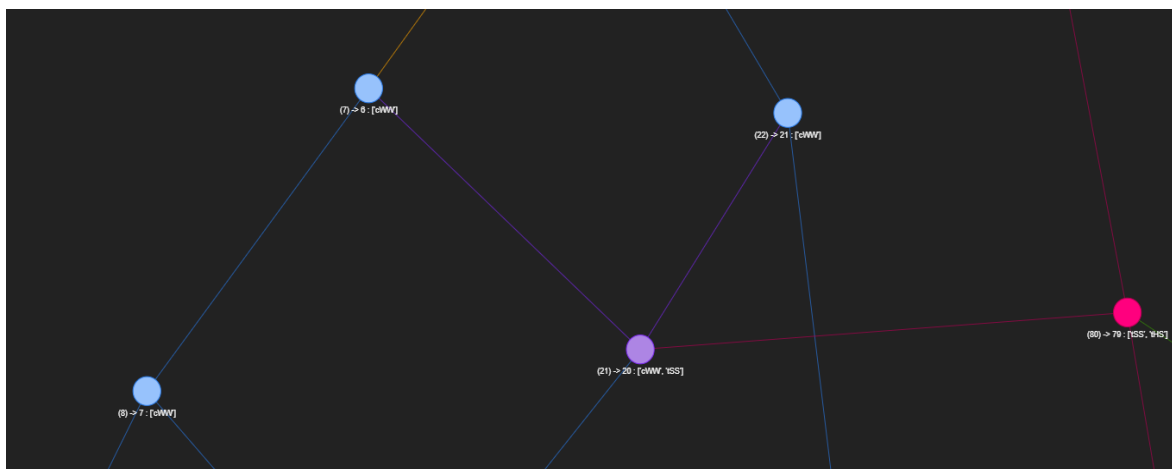 (7) -> 6 : ['cWW']
(22) -> 21 : ['cWW']
(80) -> 79 : ['tSS', 'tHS']
(21) -> 20 : ['cWW', 'tSS']
(8) -> 7 : ['cWW']